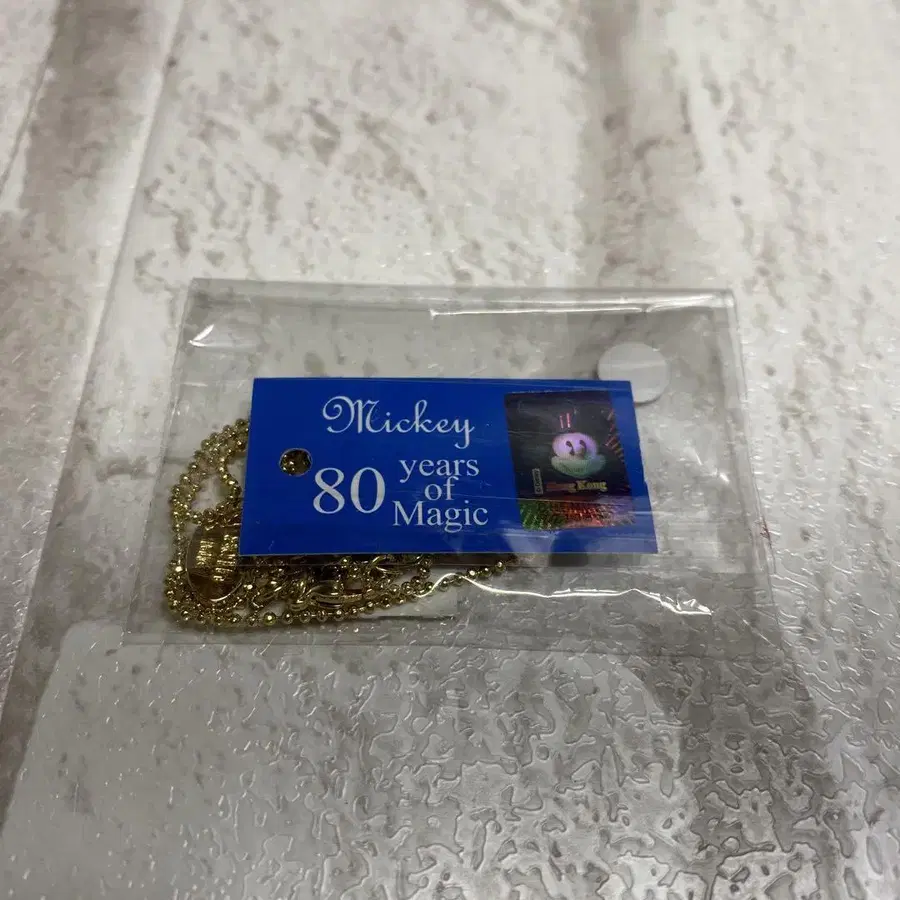 Mickey
80
years
of
Magic
Hong Kong